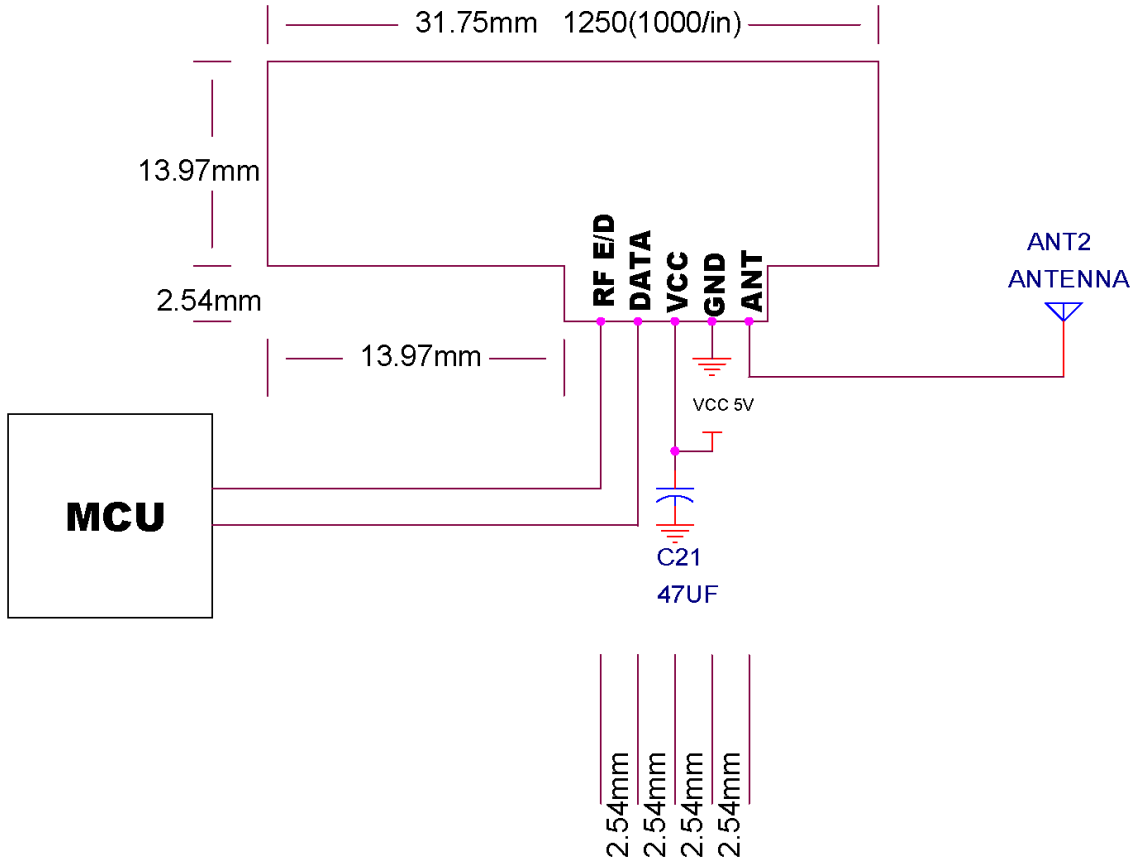 31.75mm 1250(1000/in)
13.97mm
2.54mm
RF E/D
DATA
VCC
GND
ANT
ANT2
ANTENNA
13.97mm
VCC 5V
MCU
C21
47UF
2.54mm
2.54mm
2.54mm
2.54mm